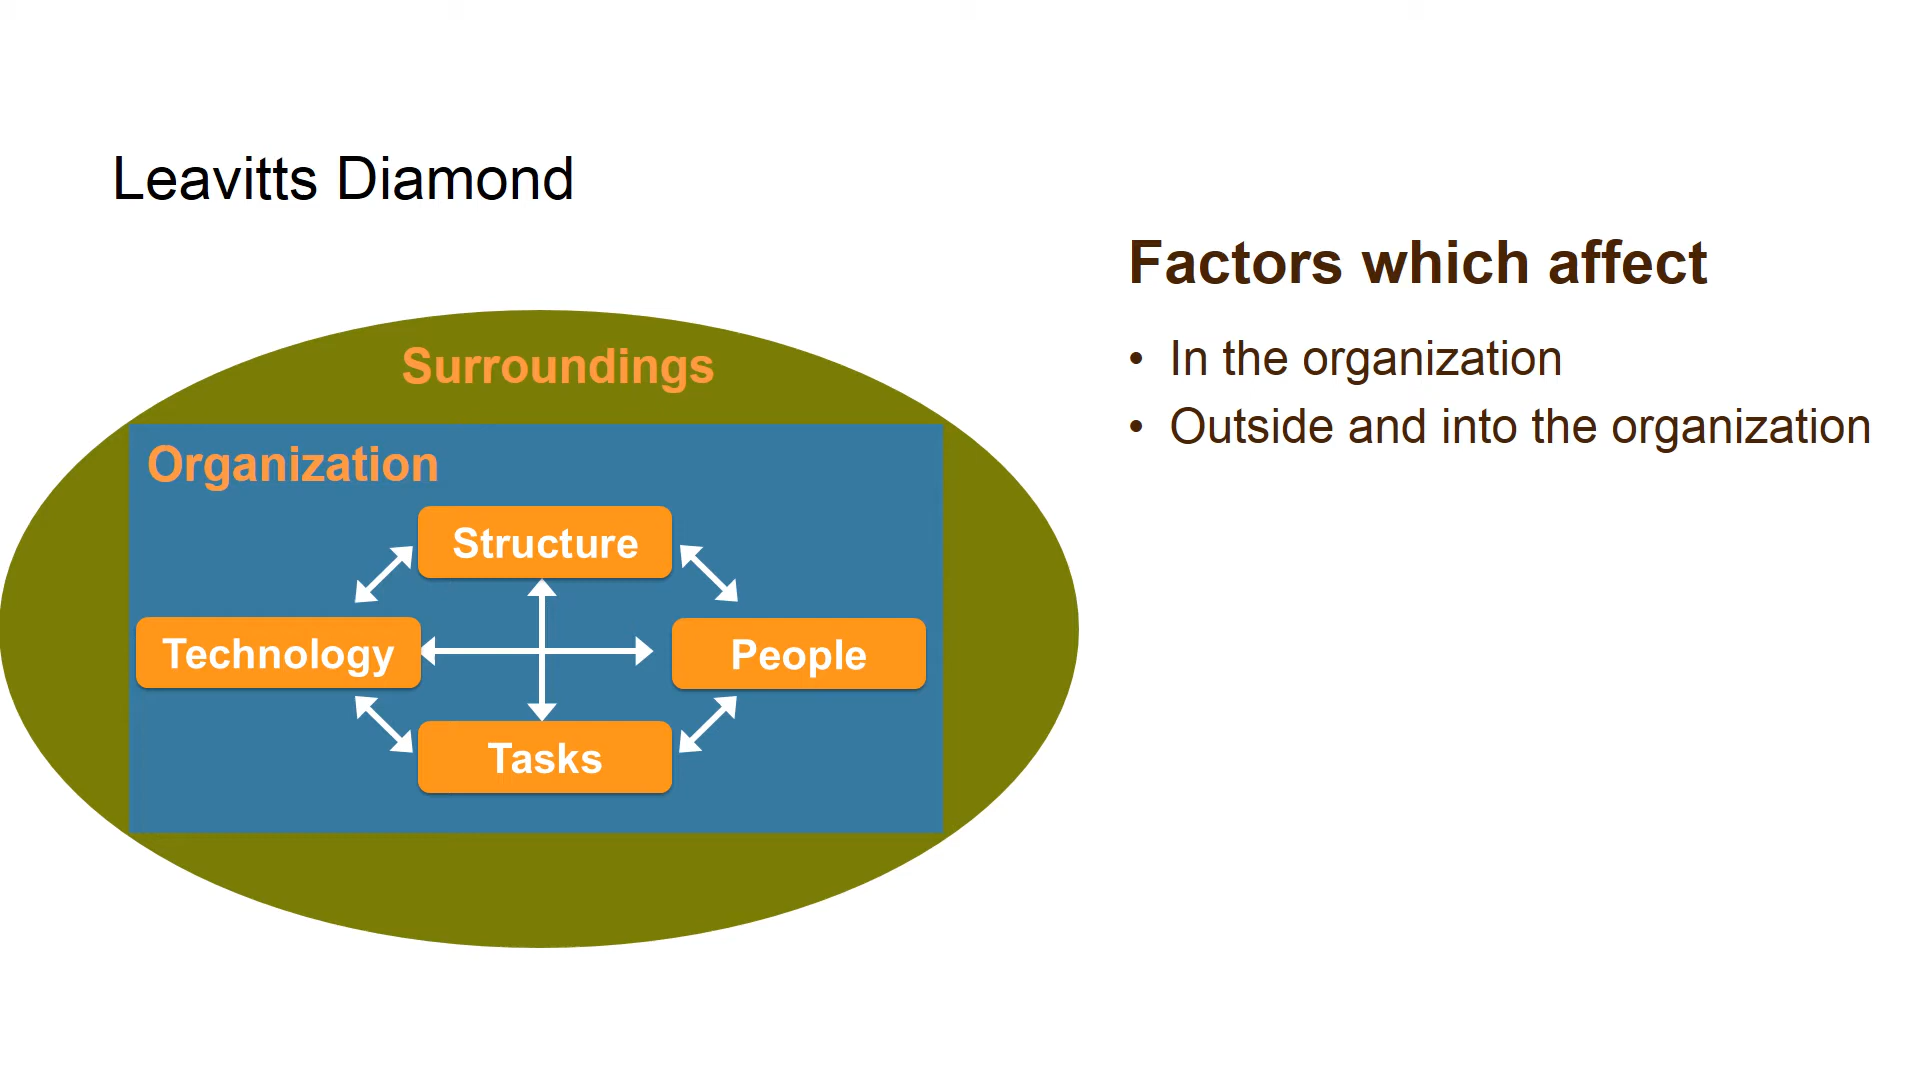 Leavitts Diamond
Factors which affect
• In the organization
• Outside and into the organization
Surroundings
Organization
Structure
Technology
People
Tasks